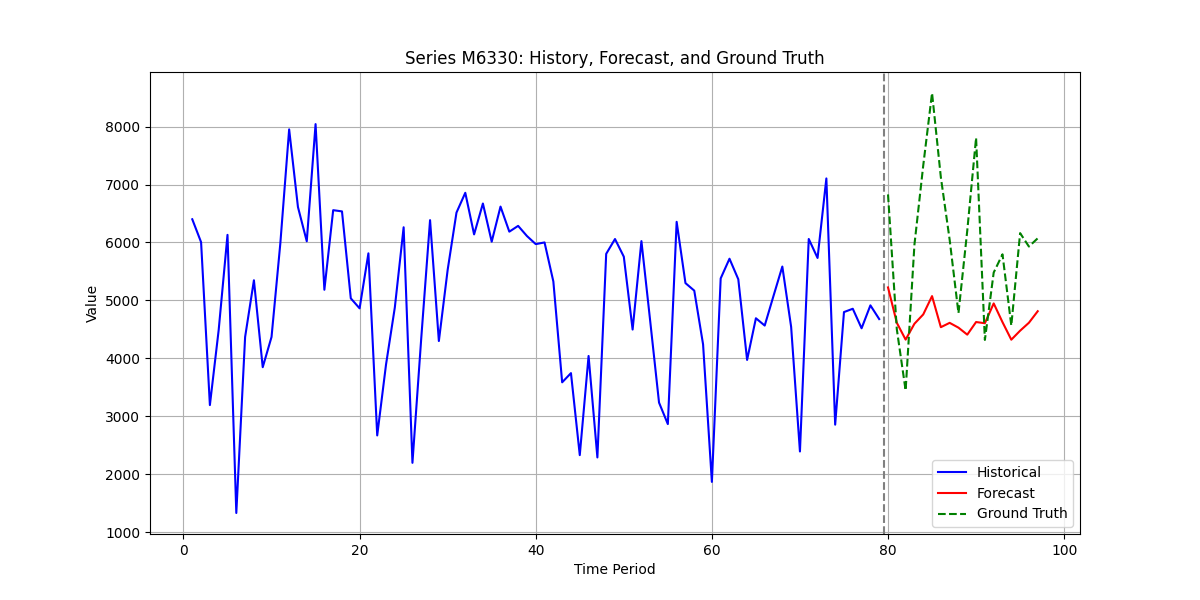 Series M6330: History, Forecast, and Ground Truth
Value
8000
7000
6000
5000
4000
3000
2000
1000
0
20
40
60
80
100
Time Period
Historical
Forecast
Ground Truth